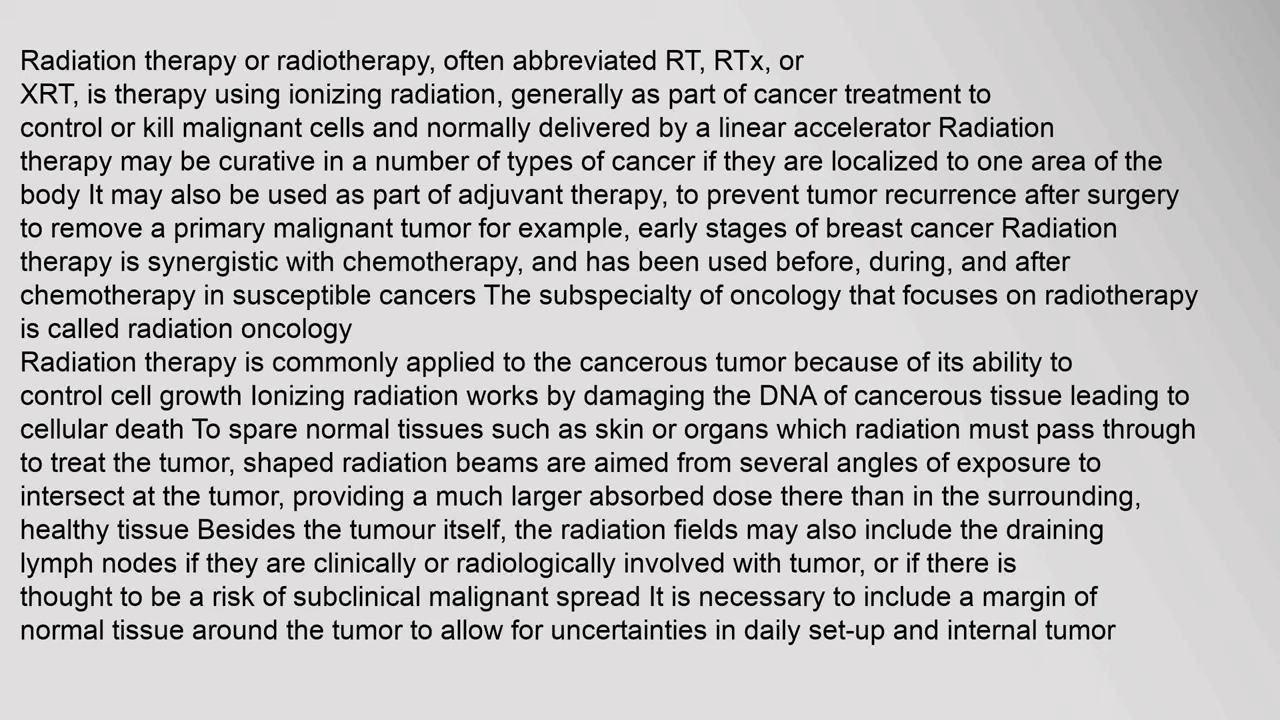 Radiation therapy or radiotherapy, often abbreviated RT, RTx, or
XRT, is therapy using ionizing radiation, generally as part of cancer treatment to
control or kill malignant cells and normally delivered by a linear accelerator Radiation
therapy may be curative in a number of types of cancer if they are localized to one area of the
body It may also be used as part of adjuvant therapy, to prevent tumor recurrence after surgery
to remove a primary malignant tumor for example, early stages of breast cancer Radiation
therapy is synergistic with chemotherapy, and has been used before, during, and after
chemotherapy in susceptible cancers The subspecialty of oncology that focuses on radiotherapy
is called radiation oncology
Radiation therapy is commonly applied to the cancerous tumor because of its ability to
control cell growth Ionizing radiation works by damaging the DNA of cancerous tissue leading to
cellular death To spare normal tissues such as skin or organs which radiation must pass through
to treat the tumor, shaped radiation beams are aimed from several angles of exposure to
intersect at the tumor, providing a much larger absorbed dose there than in the surrounding,
healthy tissue Besides the tumour itself, the radiation fields may also include the draining
lymph nodes if they are clinically or radiologically involved with tumor, or if there is
thought to be a risk of subclinical malignant spread It is necessary to include a margin of
normal tissue around the tumor to allow for uncertainties in daily set-up and internal tumor